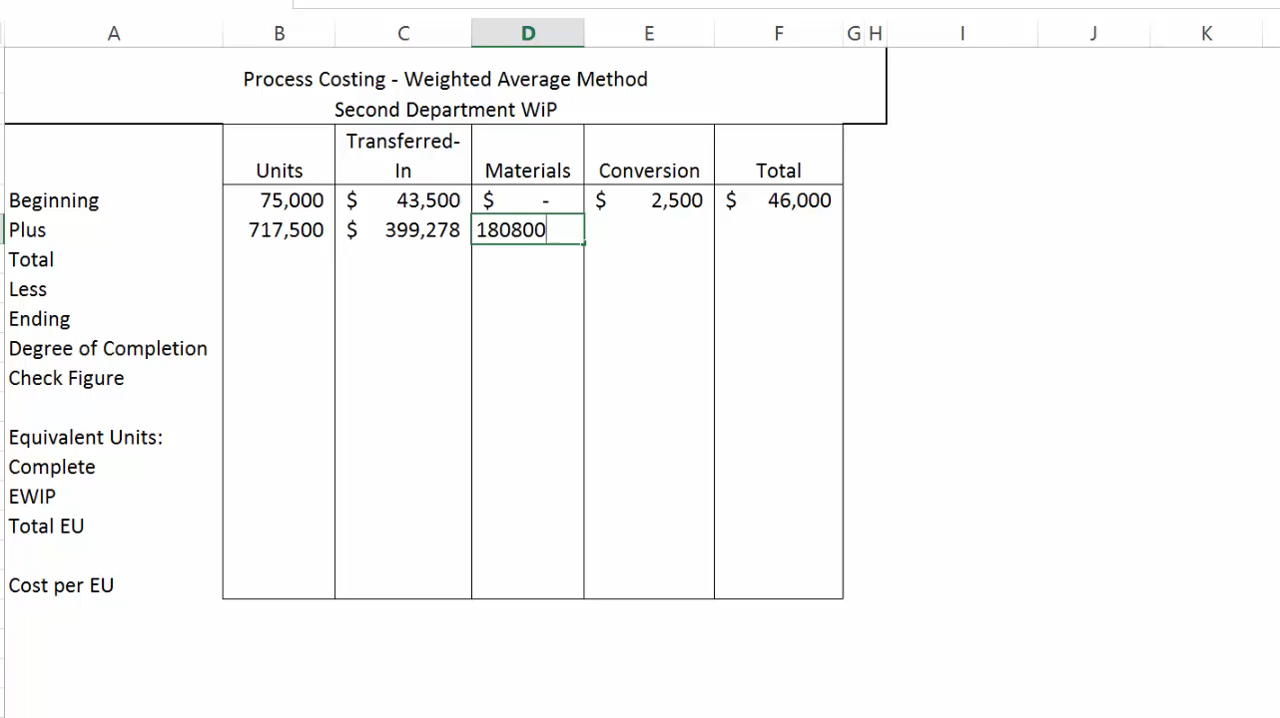 A B C D E F G H I J K
Process Costing - Weighted Average Method
Second Department WiP
Transferred-
Units In Materials Conversion Total
Beginning 75,000 $ 43,500 $ - $ 2,500 $ 46,000
Plus 717,500 $ 399,278 180800
Total
Less
Ending
Degree of Completion
Check Figure
Equivalent Units:
Complete
EWIP
Total EU
Cost per EU